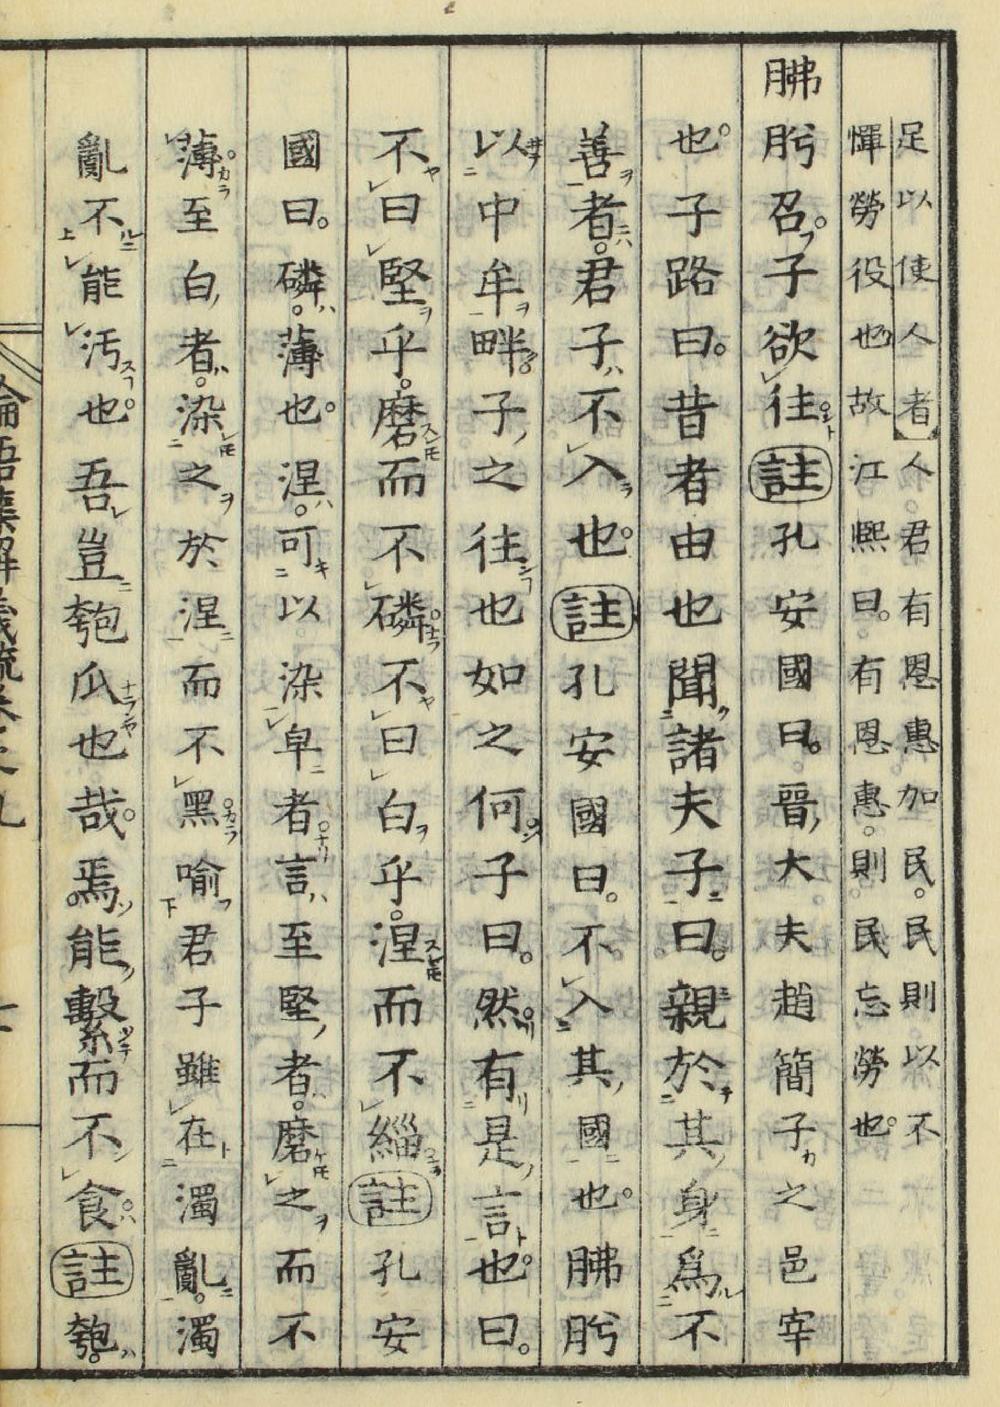 足以使人者人君有恩惠加民民則以不
憚勞役也故江熙曰有恩惠則民忘勞也
胇肸召子欲往註孔安國曰晉大夫趙簡子之邑宰
也子路曰昔者由也聞諸夫子曰親於其身爲不
善者君子不入也註孔安國曰不入其國也胇肸
以中牟畔子之往也如之何子曰然有是言也曰
不曰堅乎磨而不磷不曰白乎涅而不緇註孔安
國曰磷薄也涅可以染皁者言至堅者磨之而不
薄至白者染之於涅而不黑喻君子雖在濁亂濁
亂不能汚也吾豈匏瓜也哉焉能繫而不食註匏
論語集解義疏卷之九